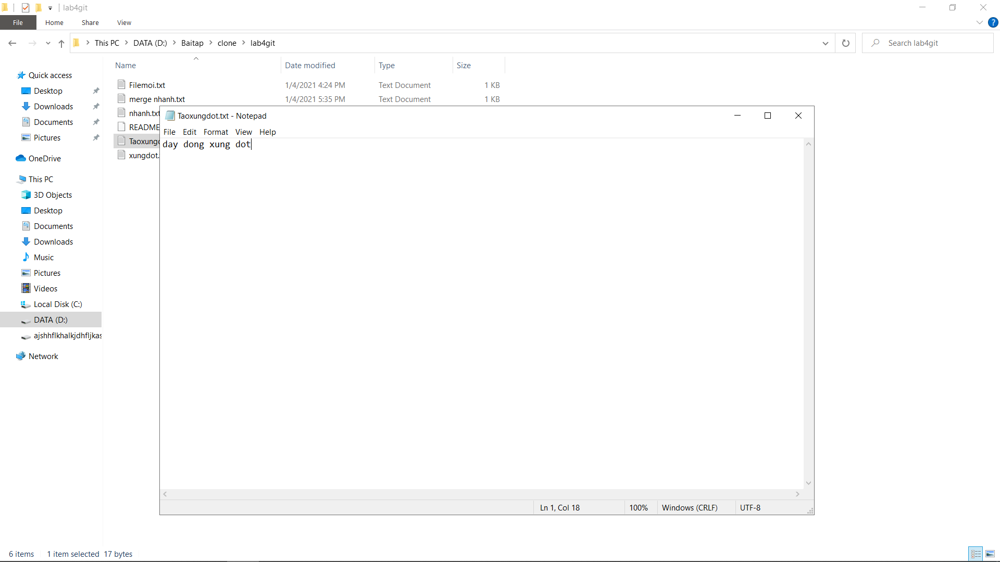 lab4git
File Home Share View
This PC DATA (D:) Baitap clone lab4git
Search lab4git
Name Date modified Type Size
Quick access
Desktop
Downloads
Documents
Pictures
OneDrive
This PC
3D Objects
Desktop
Documents
Downloads
Music
Pictures
Videos
Local Disk (C:)
DATA (D:)
ajshhflkhalkjdhfljkas
Network
Filemoi.txt 1/4/2021 4:24 PM Text Document 1 KB
merge nhanh.txt 1/4/2021 5:35 PM Text Document 1 KB
nhanh.txt
README
Taoxungd
xungdot.
Taoxungdot.txt - Notepad
File Edit Format View Help
day dong xung dot
Ln 1, Col 18 100% Windows (CRLF) UTF-8
6 items 1 item selected 17 bytes